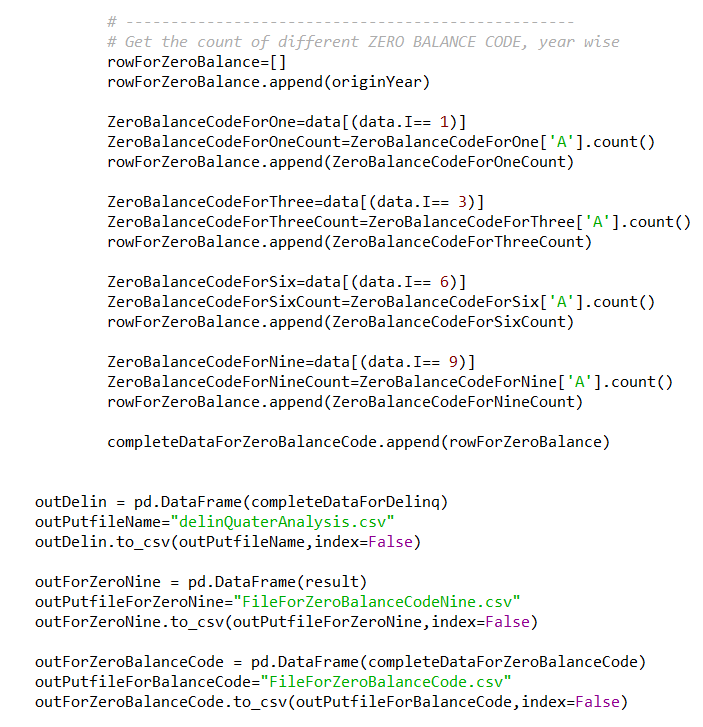 # --------------------------------------------------
# Get the count of different ZERO BALANCE CODE, year wise
rowForZeroBalance=[]
rowForZeroBalance.append(originYear)
ZeroBalanceCodeForOne=data[(data.I== 1)]
ZeroBalanceCodeForOneCount=ZeroBalanceCodeForOne['A'].count()
rowForZeroBalance.append(ZeroBalanceCodeForOneCount)
ZeroBalanceCodeForThree=data[(data.I== 3)]
ZeroBalanceCodeForThreeCount=ZeroBalanceCodeForThree['A'].count()
rowForZeroBalance.append(ZeroBalanceCodeForThreeCount)
ZeroBalanceCodeForSix=data[(data.I== 6)]
ZeroBalanceCodeForSixCount=ZeroBalanceCodeForSix['A'].count()
rowForZeroBalance.append(ZeroBalanceCodeForSixCount)
ZeroBalanceCodeForNine=data[(data.I== 9)]
ZeroBalanceCodeForNineCount=ZeroBalanceCodeForNine['A'].count()
rowForZeroBalance.append(ZeroBalanceCodeForNineCount)
completeDataForZeroBalanceCode.append(rowForZeroBalance)
outDelin = pd.DataFrame(completeDataForDelinq)
outPutfileName="delinQuaterAnalysis.csv"
outDelin.to_csv(outPutfileName,index=False)
outForZeroNine = pd.DataFrame(result)
outPutfileForZeroNine="FileForZeroBalanceCodeNine.csv"
outForZeroNine.to_csv(outPutfileForZeroNine,index=False)
outForZeroBalanceCode = pd.DataFrame(completeDataForZeroBalanceCode)
outPutfileForBalanceCode="FileForZeroBalanceCode.csv"
outForZeroBalanceCode.to_csv(outPutfileForBalanceCode,index=False)